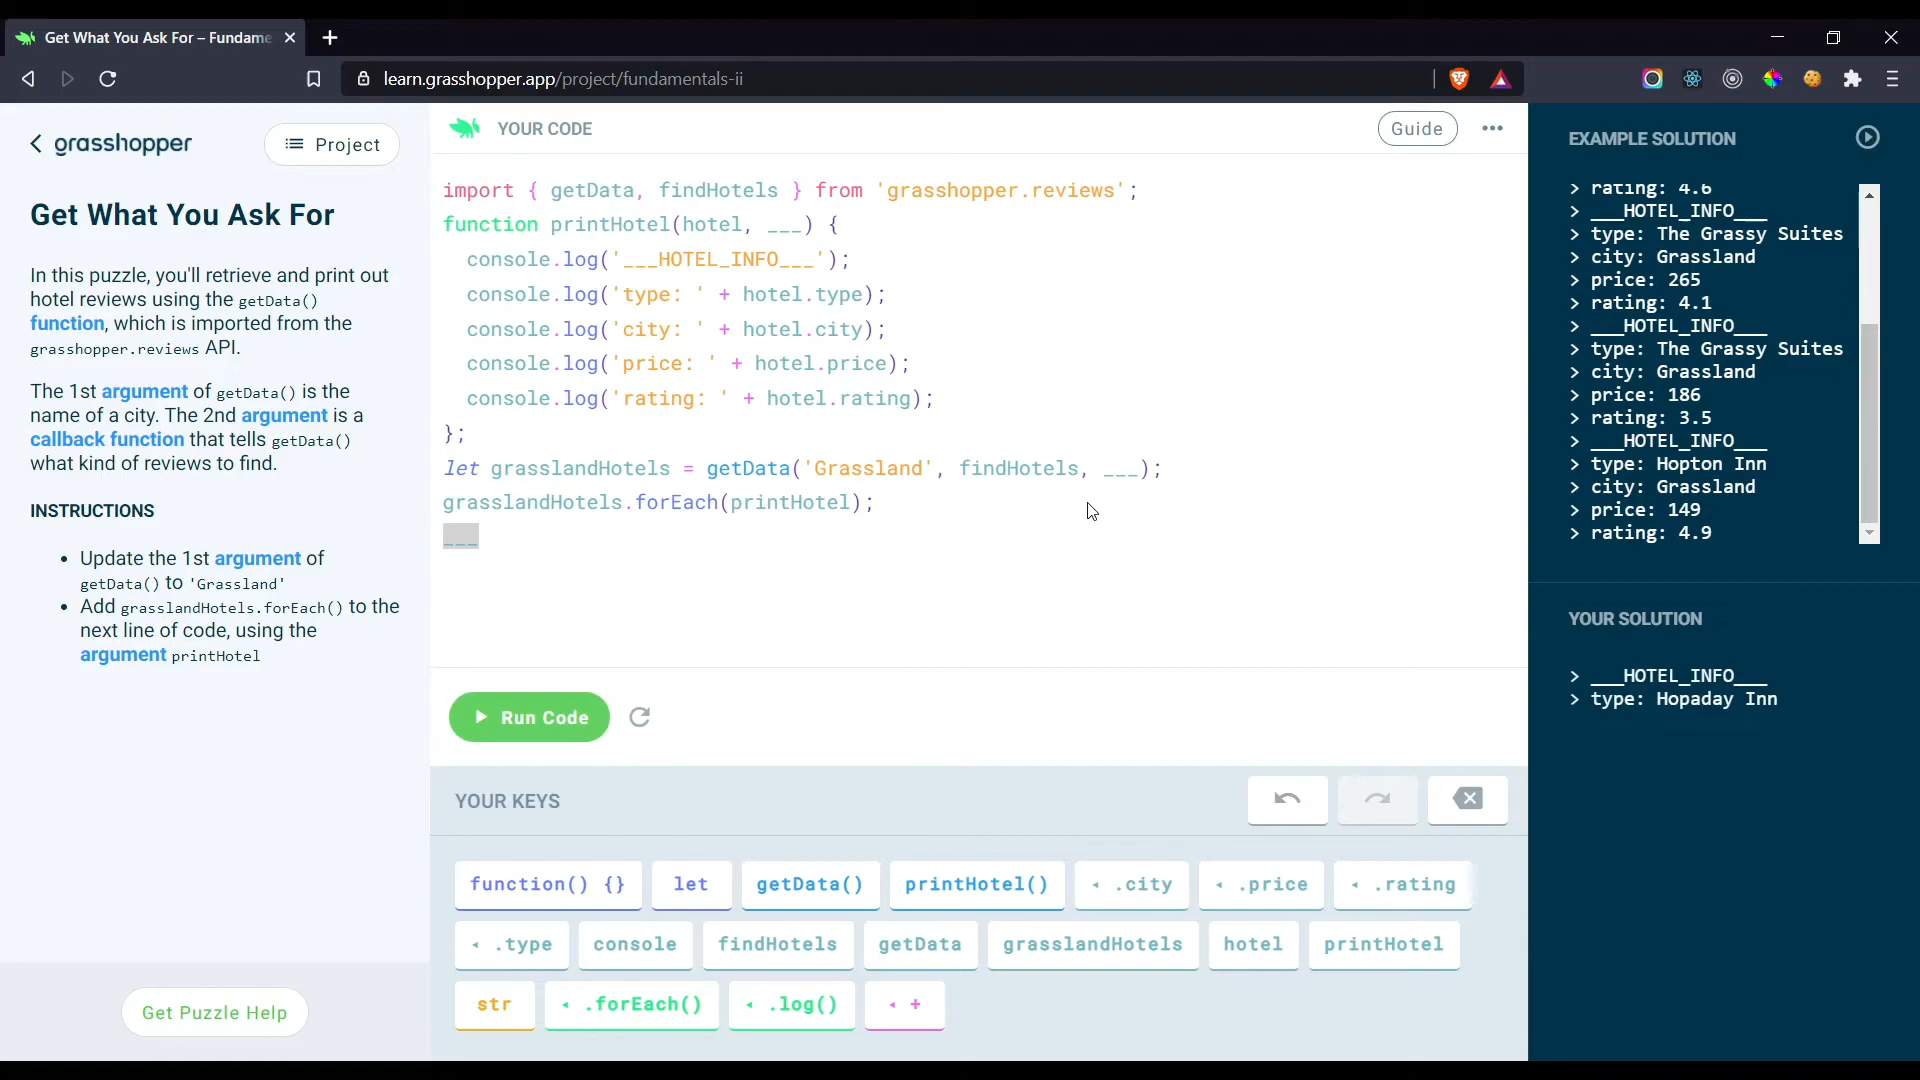 Get What You Ask For – Fundame
learn.grasshopper.app/project/fundamentals-ii
grasshopper
Project
Get What You Ask For
In this puzzle, you'll retrieve and print out
hotel reviews using the getData()
function, which is imported from the
grasshopper.reviews API.
The 1st argument of getData() is the
name of a city. The 2nd argument is a
callback function that tells getData()
what kind of reviews to find.
INSTRUCTIONS
• Update the 1st argument of
getData() to 'Grassland'
• Add grasslandHotels.forEach() to the
next line of code, using the
argument printHotel
Get Puzzle Help
YOUR CODE
Guide
import { getData, findHotels } from 'grasshopper.reviews';
function printHotel(hotel, ___) {
console.log('___HOTEL_INFO___');
console.log('type: ' + hotel.type);
console.log('city: ' + hotel.city);
console.log('price: ' + hotel.price);
console.log('rating: ' + hotel.rating);
};
let grasslandHotels = getData('Grassland', findHotels, ___);
grasslandHotels.forEach(printHotel);
___
Run Code
YOUR KEYS
function() {}
let
getData()
printHotel()
◂ .city
◂ .price
◂ .rating
◂ .type
console
findHotels
getData
grasslandHotels
hotel
printHotel
str
◂ .forEach()
◂ .log()
◂ +
EXAMPLE SOLUTION
> rating: 4.6
> ___HOTEL_INFO___
> type: The Grassy Suites
> city: Grassland
> price: 265
> rating: 4.1
> ___HOTEL_INFO___
> type: The Grassy Suites
> city: Grassland
> price: 186
> rating: 3.5
> ___HOTEL_INFO___
> type: Hopton Inn
> city: Grassland
> price: 149
> rating: 4.9
YOUR SOLUTION
> ___HOTEL_INFO___
> type: Hopaday Inn